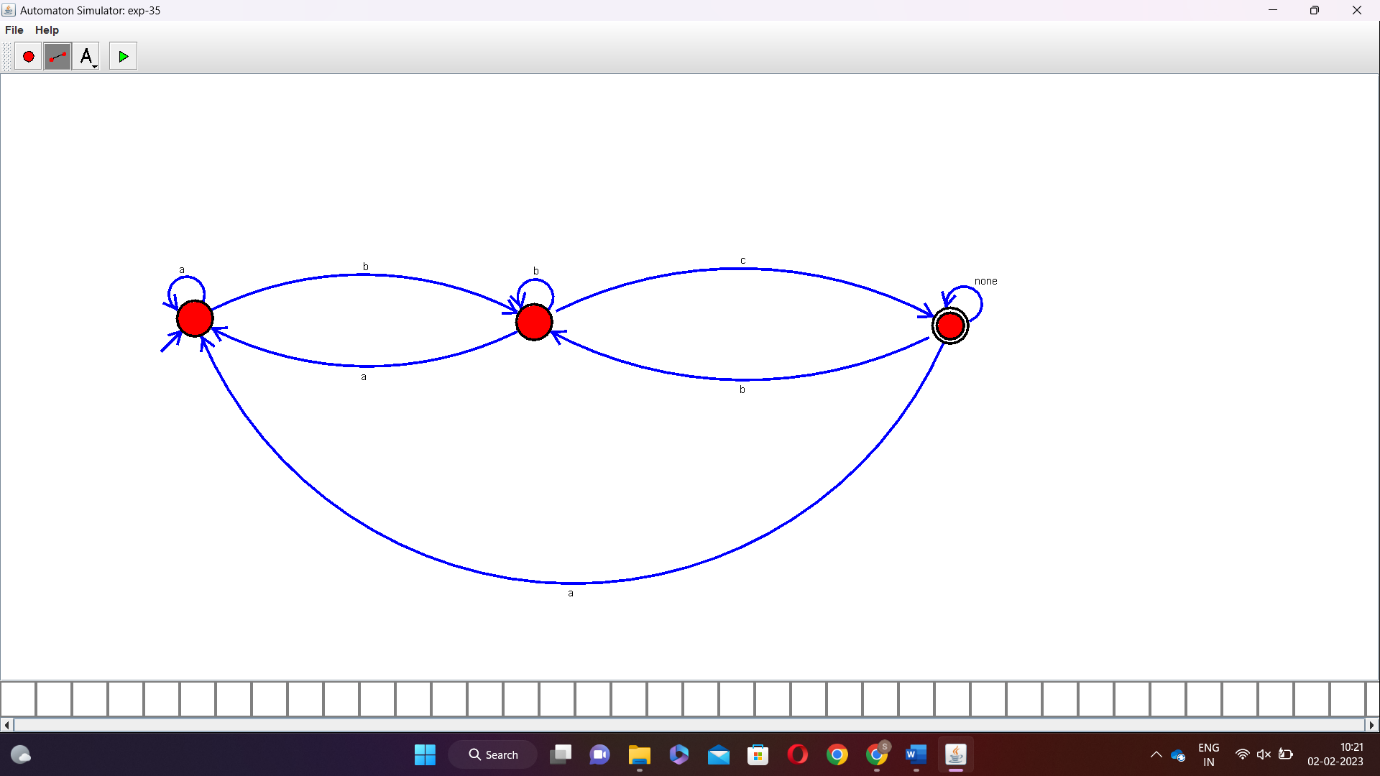 Automaton Simulator: exp-35
File Help
A
a
b
b
c
none
a
b
a
Search
S
ENG
IN
10:21
02-02-2023